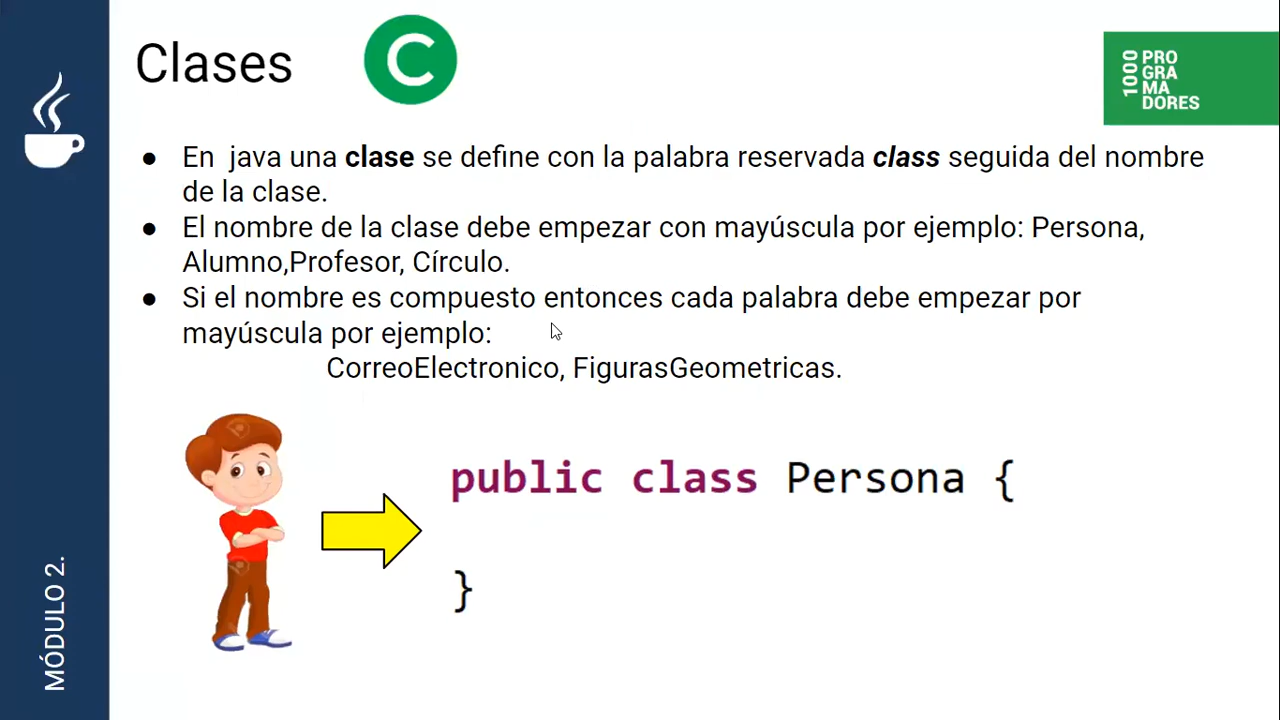 Clases
C
1000
PRO
GRA
MA
DORES
● En  java una clase se define con la palabra reservada class seguida del nombre
de la clase.
● El nombre de la clase debe empezar con mayúscula por ejemplo: Persona,
Alumno,Profesor, Círculo.
● Si el nombre es compuesto entonces cada palabra debe empezar por
mayúscula por ejemplo:
CorreoElectronico, FigurasGeometricas.
public class Persona {
}
MÓDULO 2.